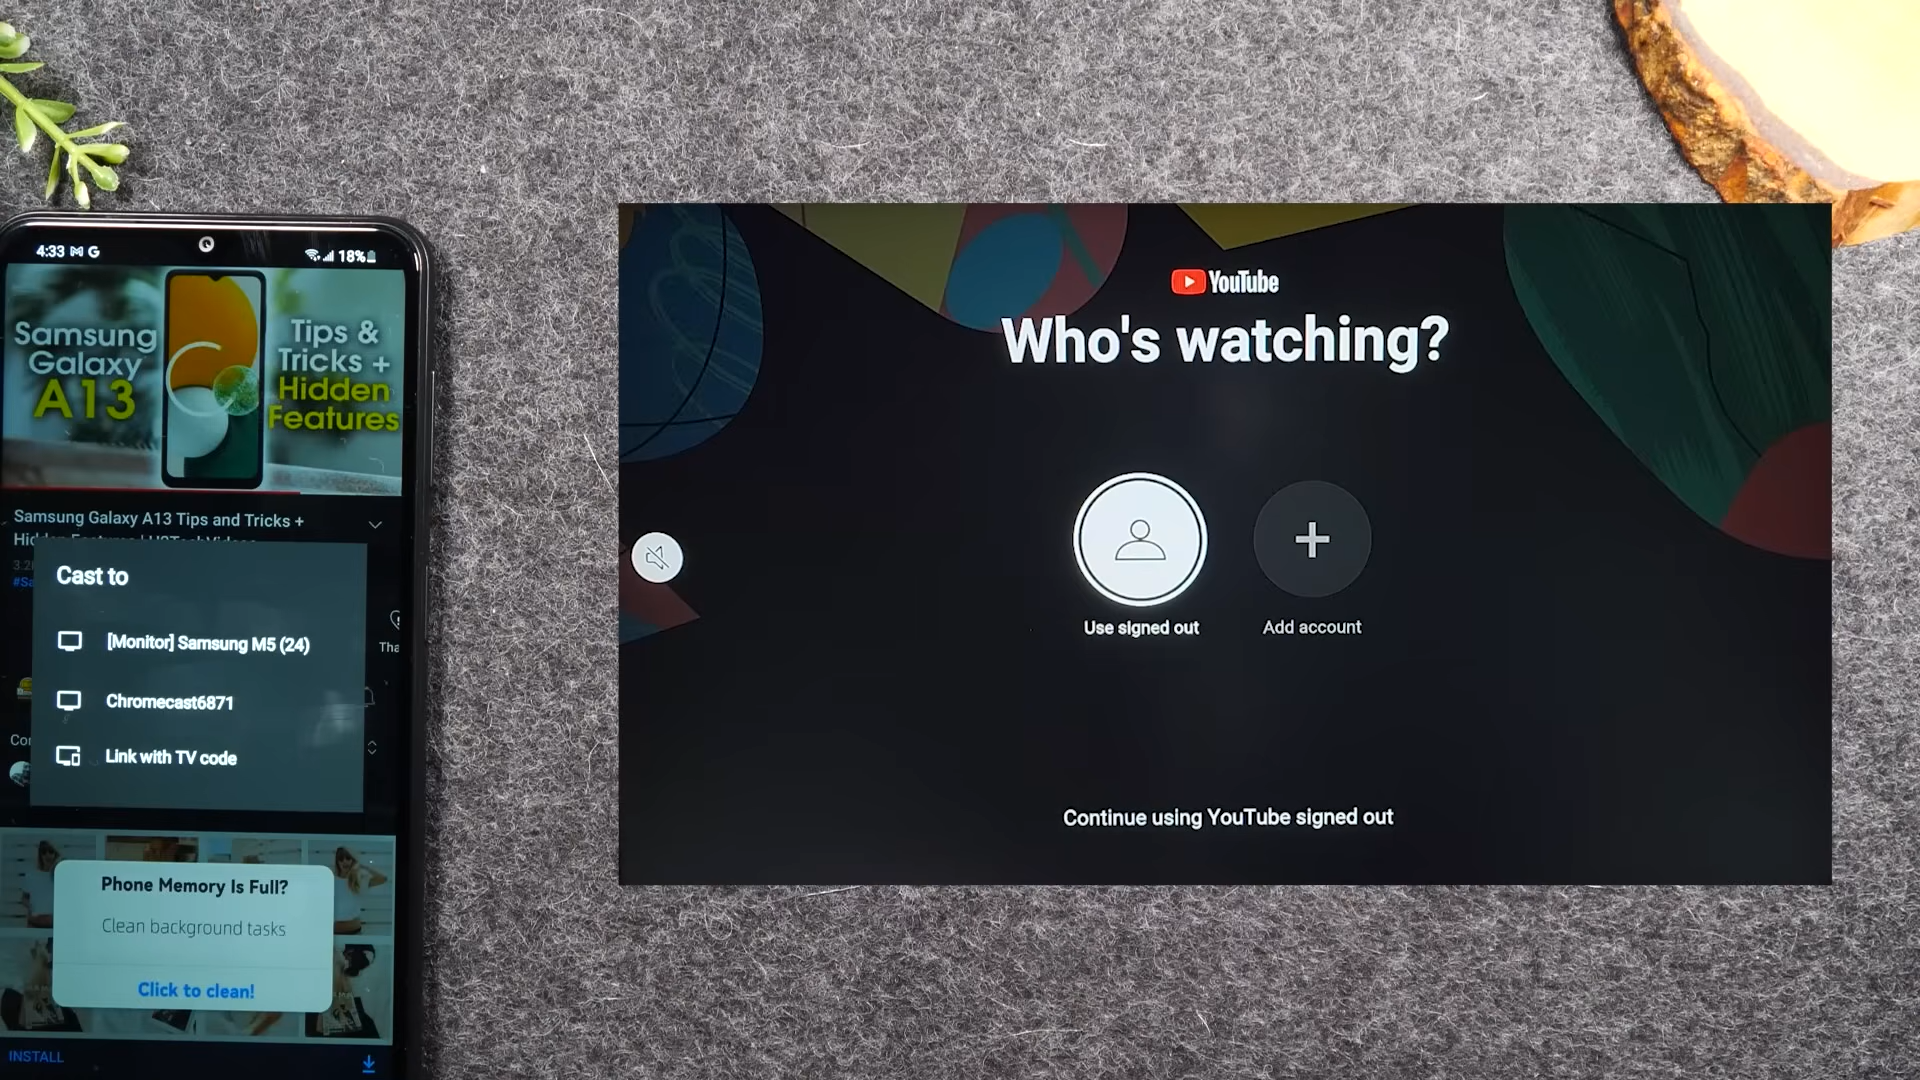 4:33
18%
Samsung
Galaxy
A13
Tips &
Tricks +
Hidden
Features
Samsung Galaxy A13 Tips and Tricks +
Cast to
[Monitor] Samsung M5 (24)
Chromecast6871
Link with TV code
Phone Memory Is Full?
Clean background tasks
Click to clean!
INSTALL
YouTube
Who's watching?
Use signed out
Add account
Continue using YouTube signed out